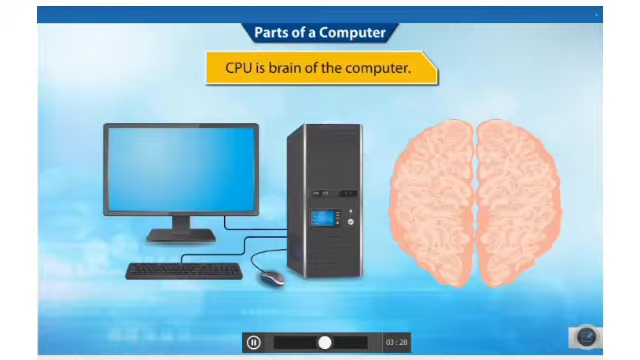 Parts of a Computer
CPU is brain of the computer.
03 : 28